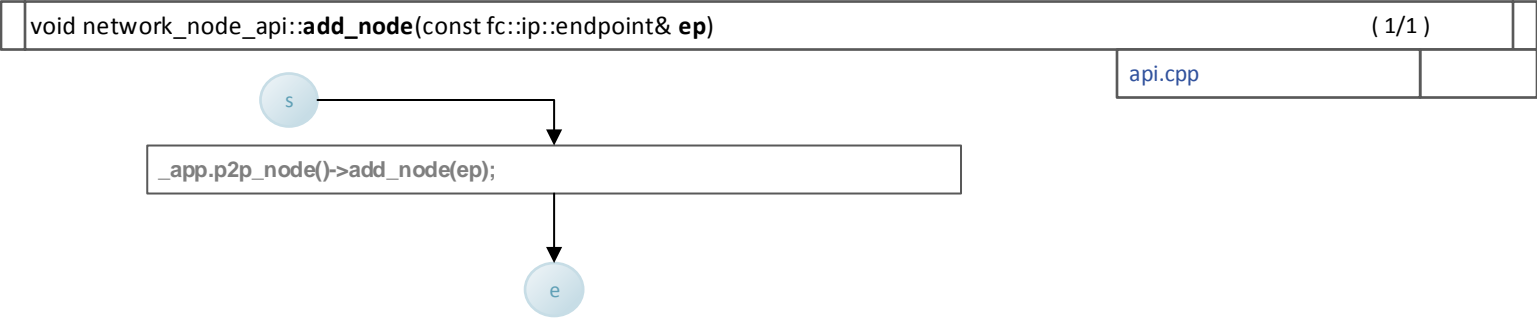 void network_node_api::add_node(const fc::ip::endpoint& ep) ( 1/1 )
api.cpp
s
_app.p2p_node()->add_node(ep);
e